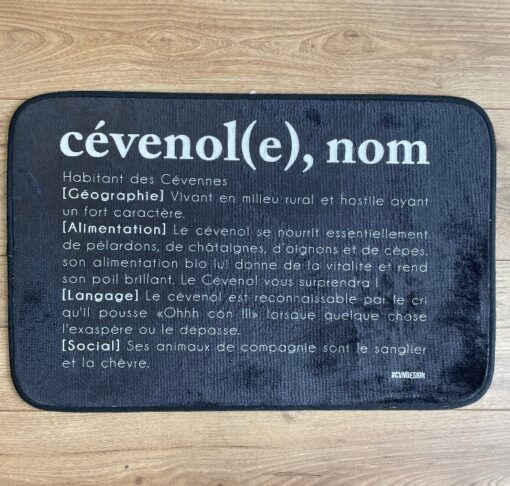 cévenol(e), nom
Habitant des Cévennes
[Géographie] Vivant en milieu rural et hostile ayant
un fort caractère.
[Alimentation] Le cévenol se nourrit essentiellement
de pélardons, de châtaignes, d'oignons et de cèpes,
son alimentation bio lui donne de la vitalité et rend
son poil brillant. Le Cévenol vous surprendra !
[Langage] Le cévenol est reconnaissable par le cri
qu'il pousse «Ohhh con !!!» lorsque quelque chose
l'exaspère ou le dépasse.
[Social] Ses animaux de compagnie sont le sanglier
et la chèvre.
#CVNDESIGN